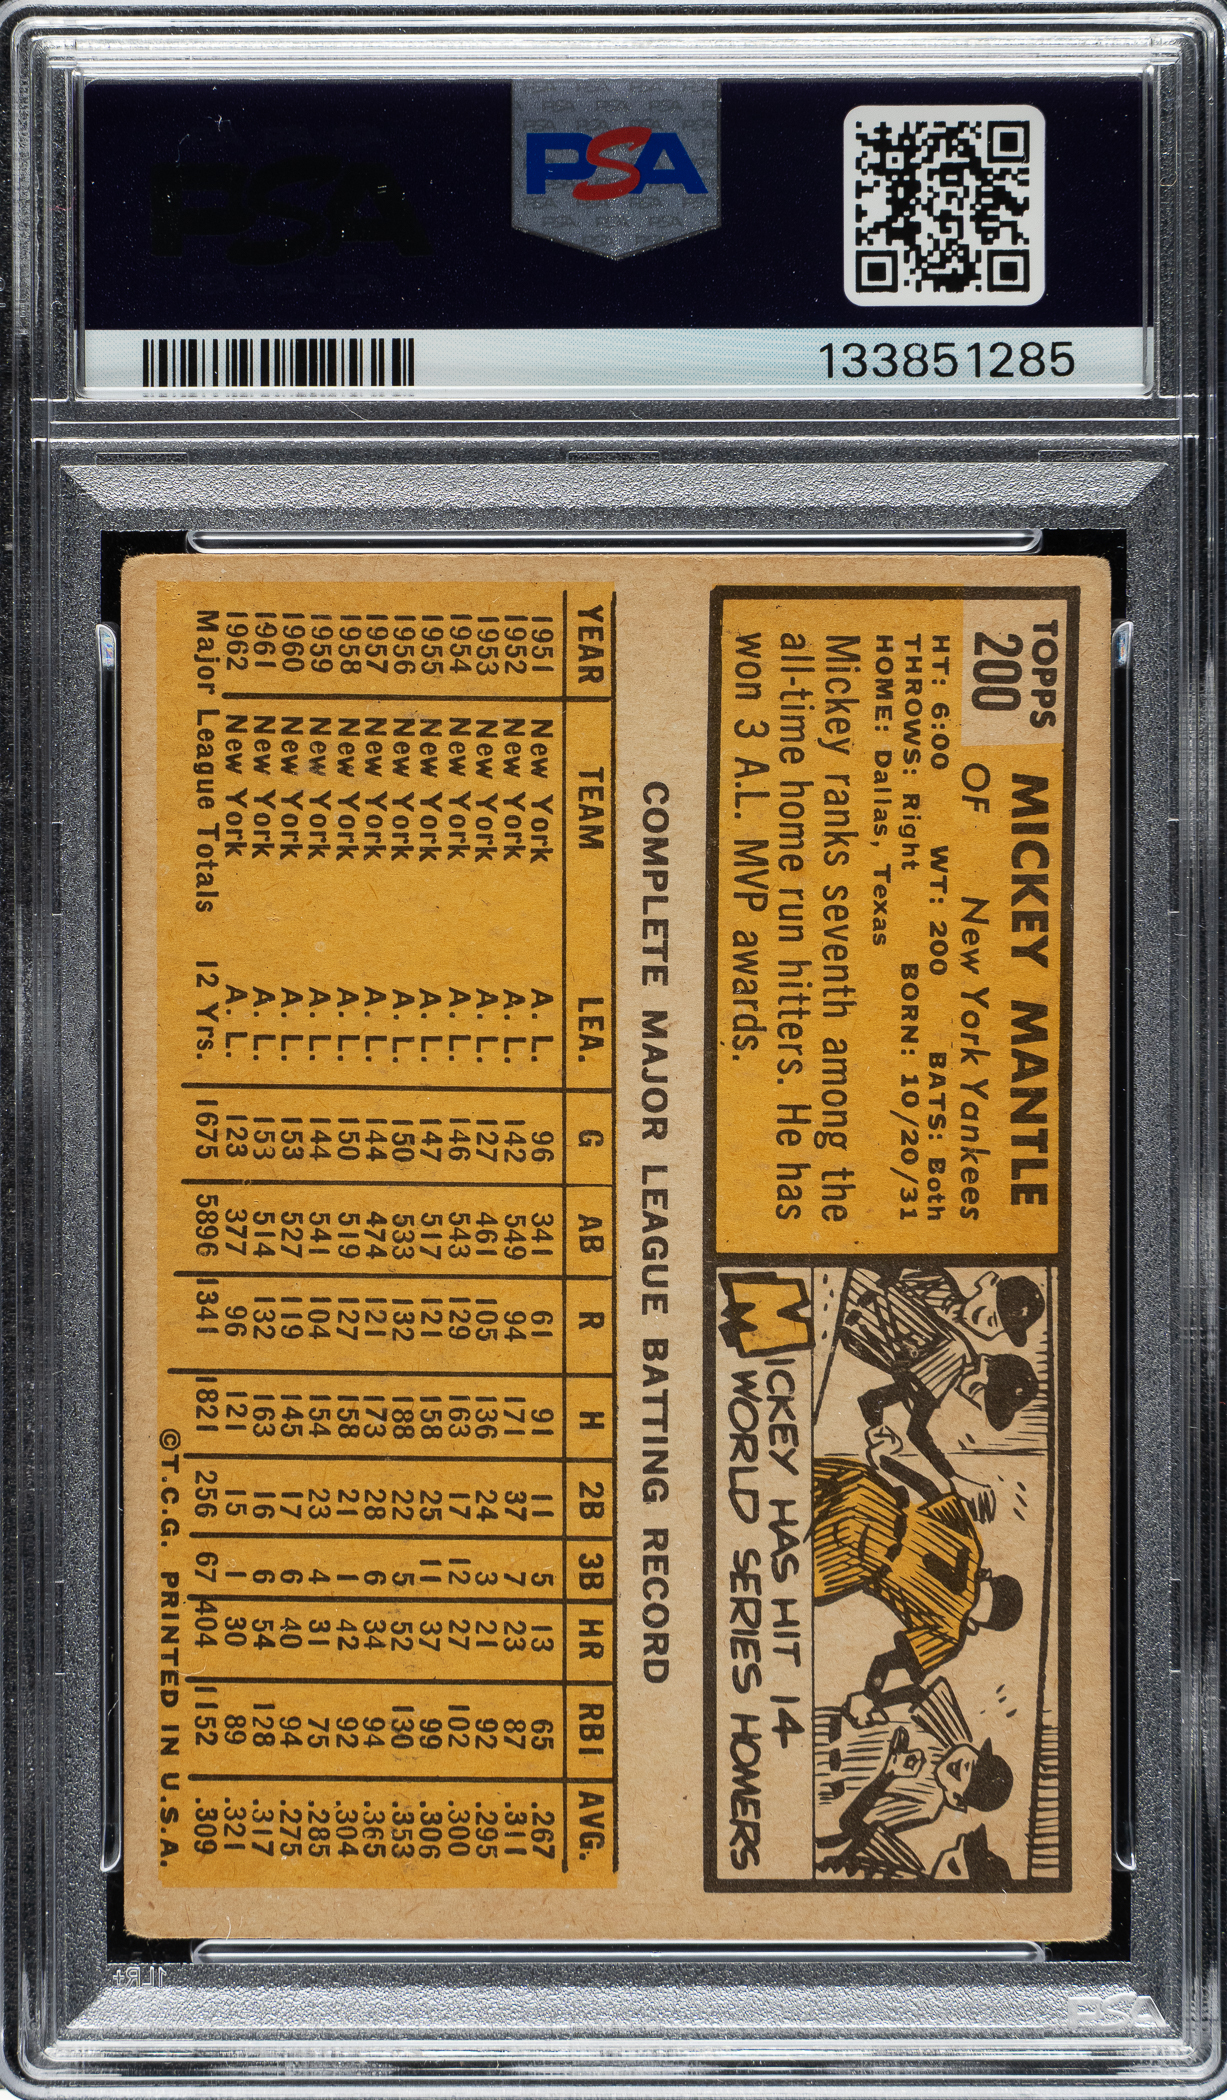 PSA
PSA
133851285
TOPPS
200
MICKEY MANTLE
OF New York Yankees
HT: 6:00 WT: 200 BATS: Both
THROWS: Right BORN: 10/20/31
HOME: Dallas, Texas
Mickey ranks seventh among the
all-time home run hitters. He has
won 3 A.L. MVP awards.
MICKEY HAS HIT 14
WORLD SERIES HOMERS
COMPLETE MAJOR LEAGUE BATTING RECORD
YEAR TEAM LEA. G AB R H 2B 3B HR RBI AVG.
1951 New York A. L. 96 341 61 91 11 5 13 65 .267
1952 New York A. L. 142 549 94 171 37 7 23 87 .311
1953 New York A. L. 127 461 105 136 24 3 21 92 .295
1954 New York A. L. 146 543 129 163 17 12 27 102 .300
1955 New York A. L. 147 517 121 158 25 11 37 99 .306
1956 New York A. L. 150 533 132 188 22 5 52 130 .353
1957 New York A. L. 144 474 121 173 28 6 34 94 .365
1958 New York A. L. 150 519 127 158 21 1 42 92 .304
1959 New York A. L. 144 541 104 154 23 4 31 75 .285
1960 New York A. L. 153 527 119 145 17 6 40 94 .275
1961 New York A. L. 153 514 132 163 16 6 54 128 .317
1962 New York A. L. 123 377 96 121 15 1 30 89 .321
Major League Totals 12 Yrs. 1675 5896 1341 1821 256 67 404 1152 .309
©T.C.G. PRINTED IN U.S.A.
1LR+
PSA